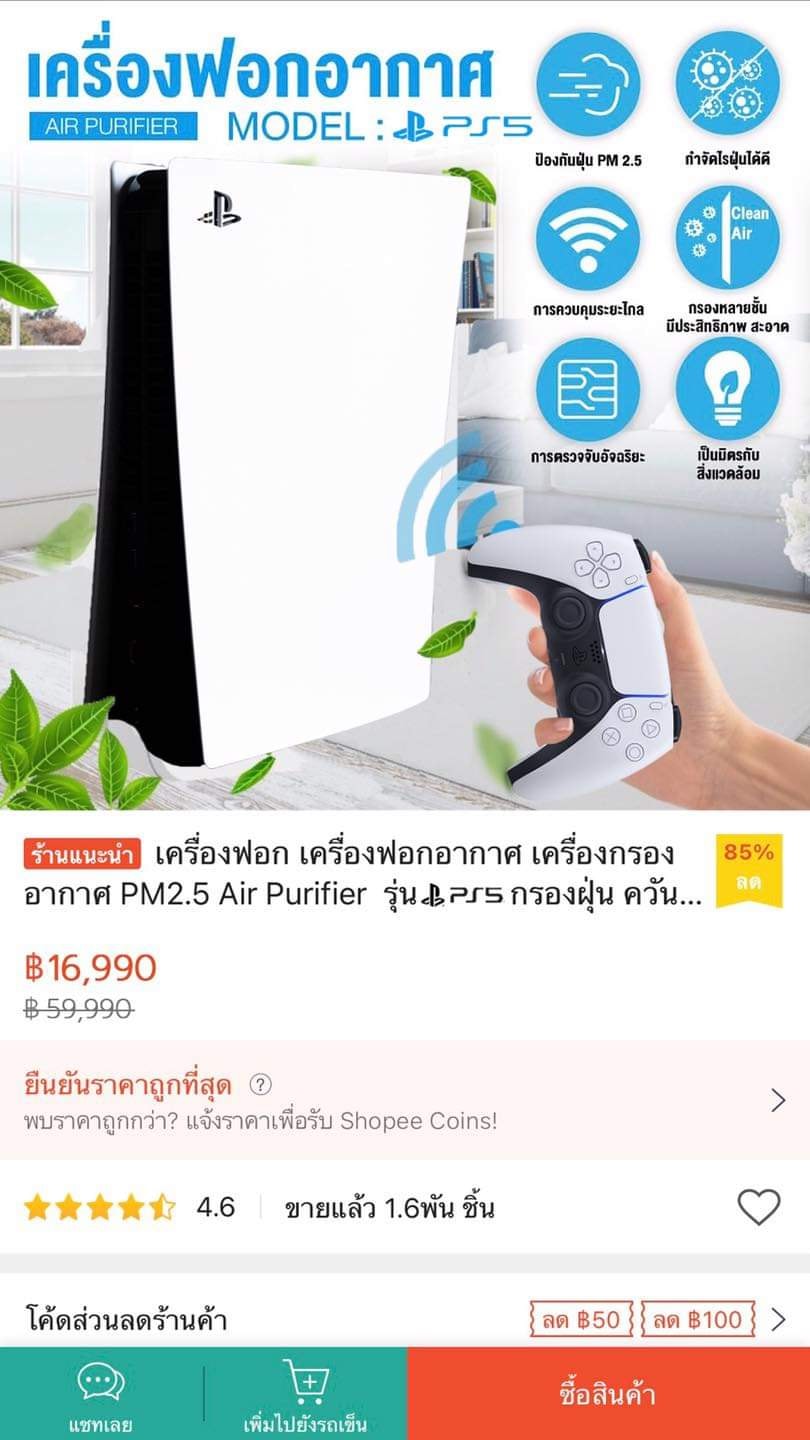 เครื่องฟอกอากาศ
AIR PURIFIER MODEL : PS5
ป้องกันฝุ่น PM 2.5
กำจัดไรฝุ่นได้ดี
Clean
Air
การควบคุมระยะไกล
กรองหลายชั้น
มีประสิทธิภาพ สะอาด
การตรวจจับอัจฉริยะ
เป็นมิตรกับ
สิ่งแวดล้อม
ร้านแนะนำ เครื่องฟอก เครื่องฟอกอากาศ เครื่องกรอง
อากาศ PM2.5 Air Purifier รุ่น PS5 กรองฝุ่น ควัน...
85%
ลด
฿16,990
฿59,990
ยืนยันราคาถูกที่สุด ?
พบราคาถูกกว่า? แจ้งราคาเพื่อรับ Shopee Coins!
4.6 ขายแล้ว 1.6พัน ชิ้น
โค้ดส่วนลดร้านค้า ลด ฿50 ลด ฿100
แชทเลย
เพิ่มไปยังรถเข็น
ซื้อสินค้า